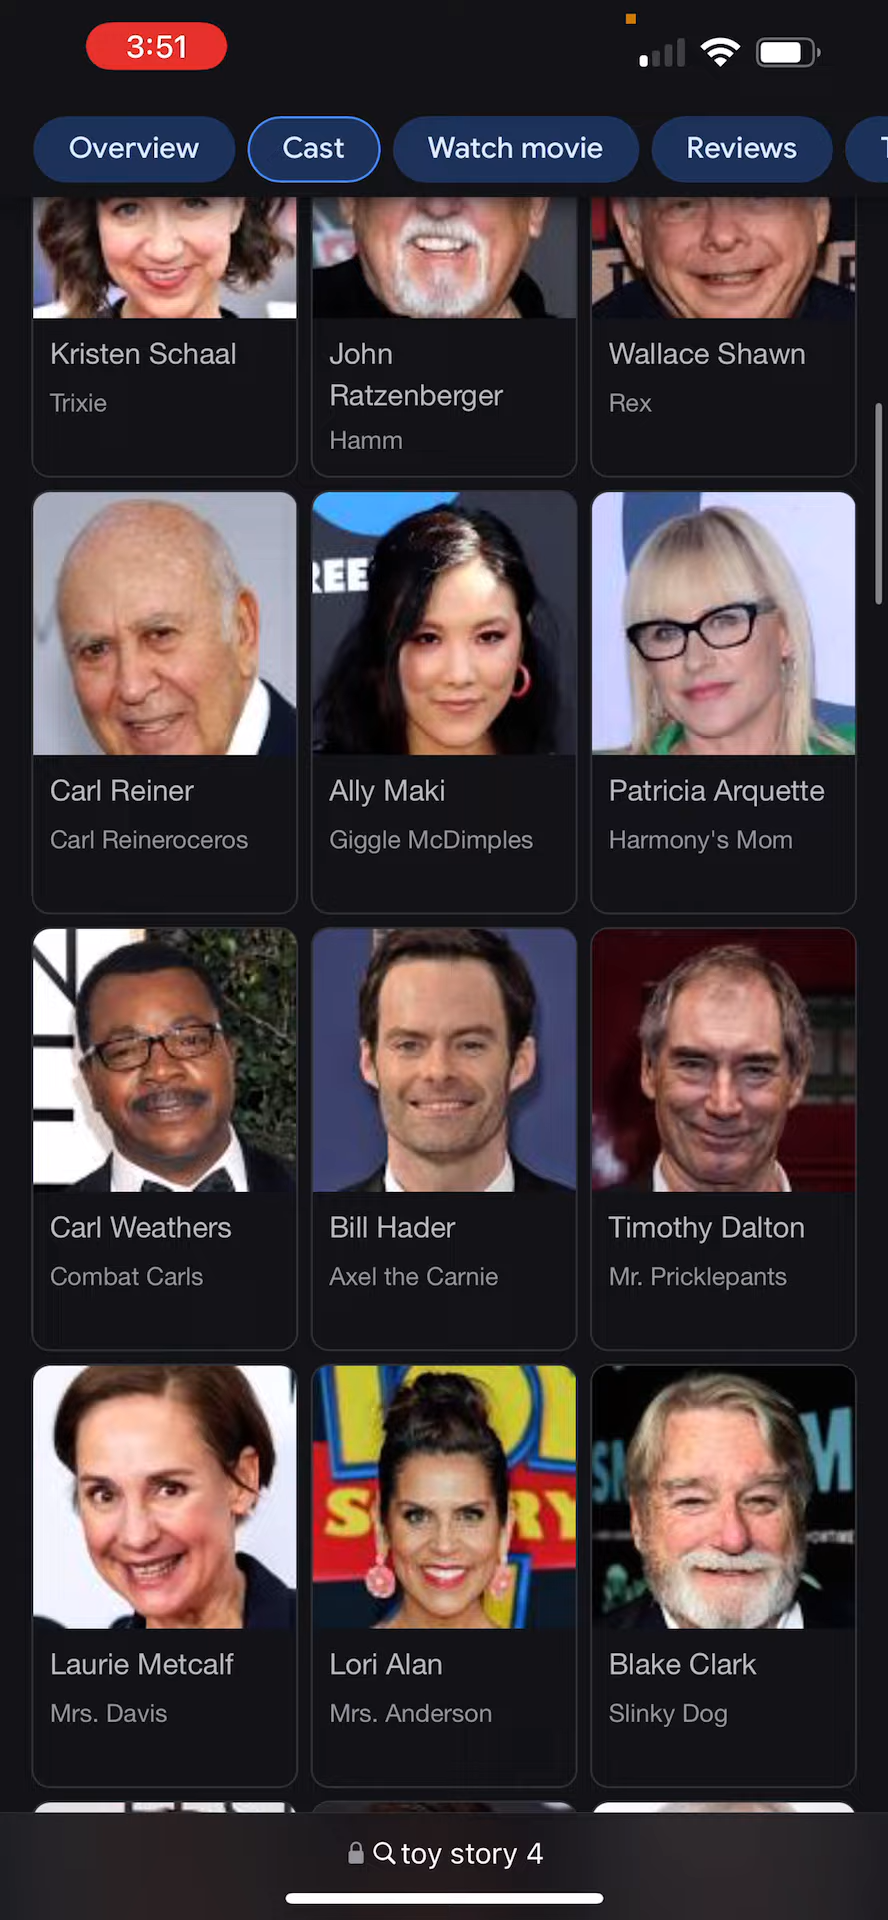 3:51
Overview Cast Watch movie Reviews
Kristen Schaal John Ratzenberger Wallace Shawn
Trixie Hamm Rex
REE
Carl Reiner Ally Maki Patricia Arquette
Carl Reineroceros Giggle McDimples Harmony's Mom
Carl Weathers Bill Hader Timothy Dalton
Combat Carls Axel the Carnie Mr. Pricklepants
Laurie Metcalf Lori Alan Blake Clark
Mrs. Davis Mrs. Anderson Slinky Dog
toy story 4